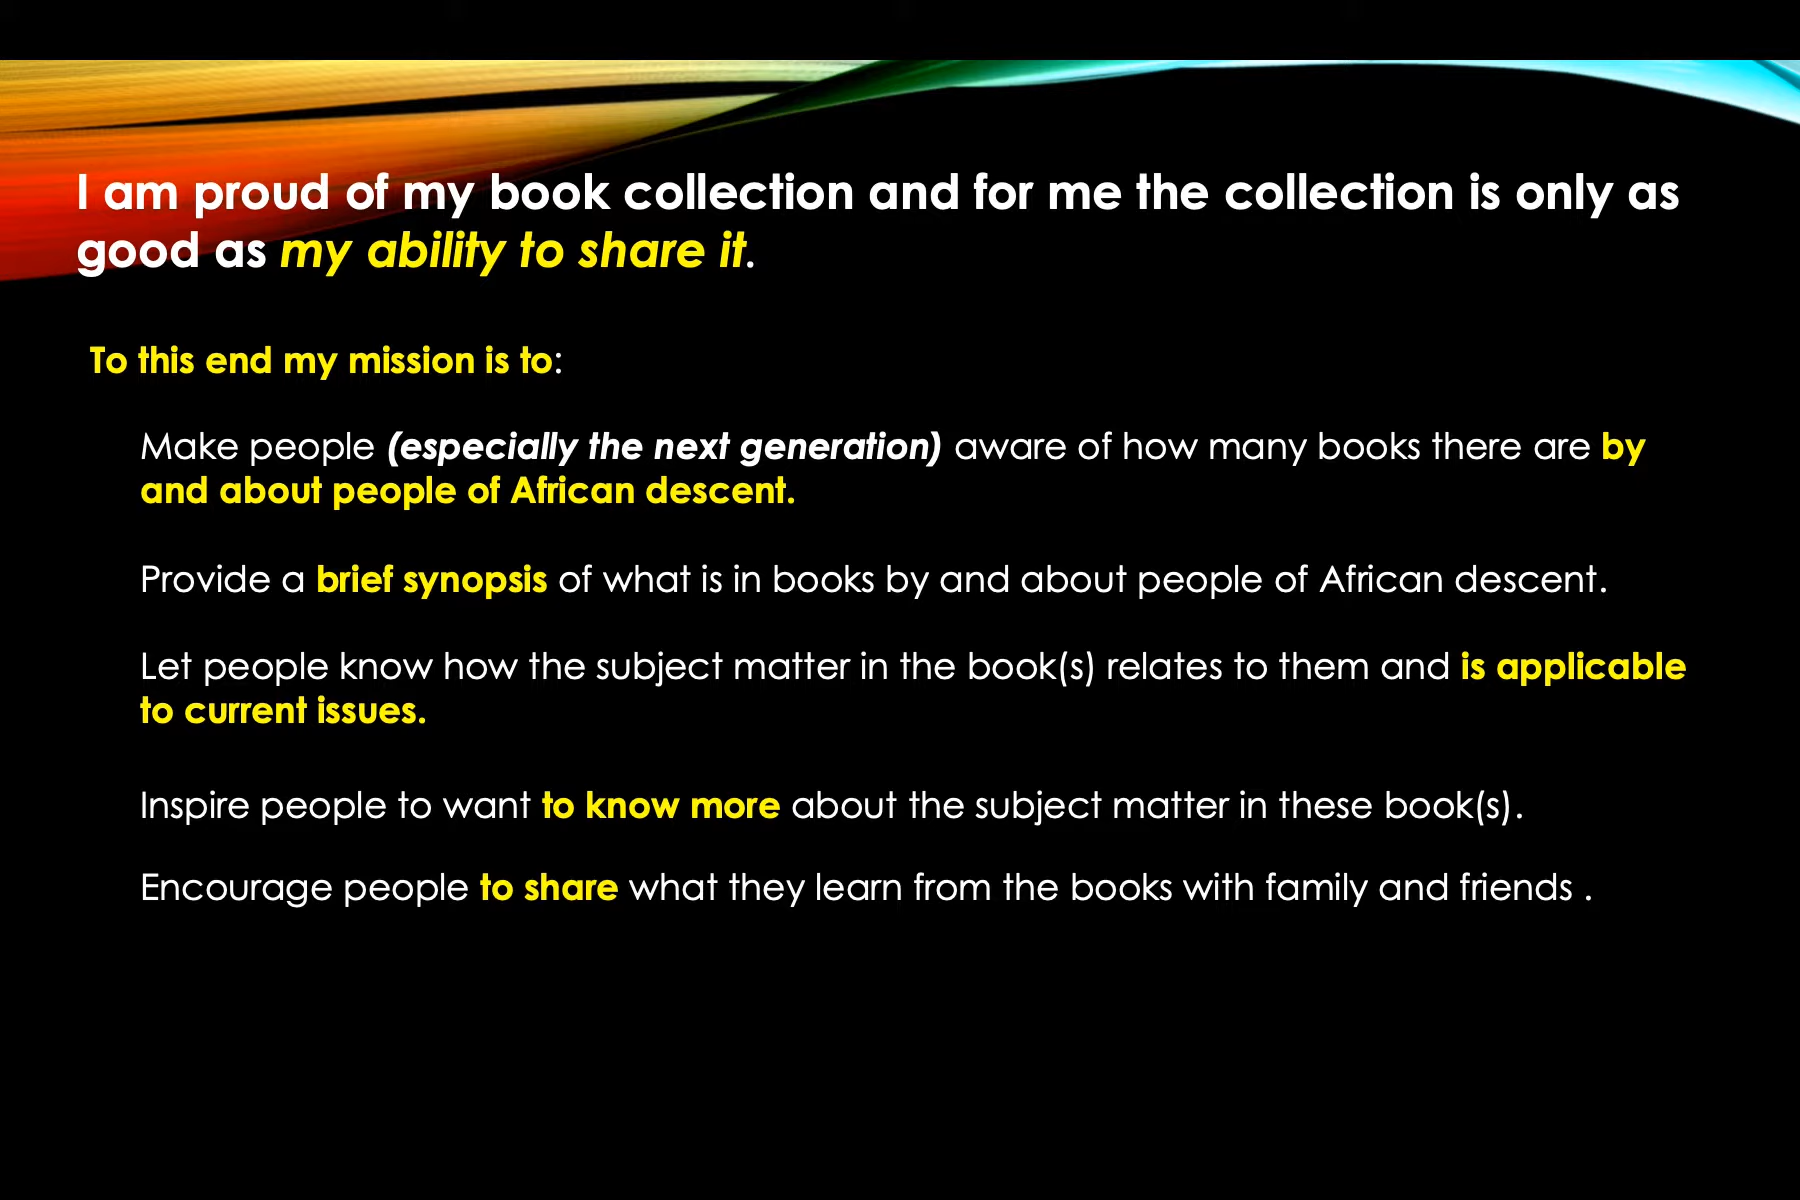 I am proud of my book collection and for me the collection is only as
good as my ability to share it.
To this end my mission is to:
Make people (especially the next generation) aware of how many books there are by
and about people of African descent.
Provide a brief synopsis of what is in books by and about people of African descent.
Let people know how the subject matter in the book(s) relates to them and is applicable
to current issues.
Inspire people to want to know more about the subject matter in these book(s).
Encourage people to share what they learn from the books with family and friends .